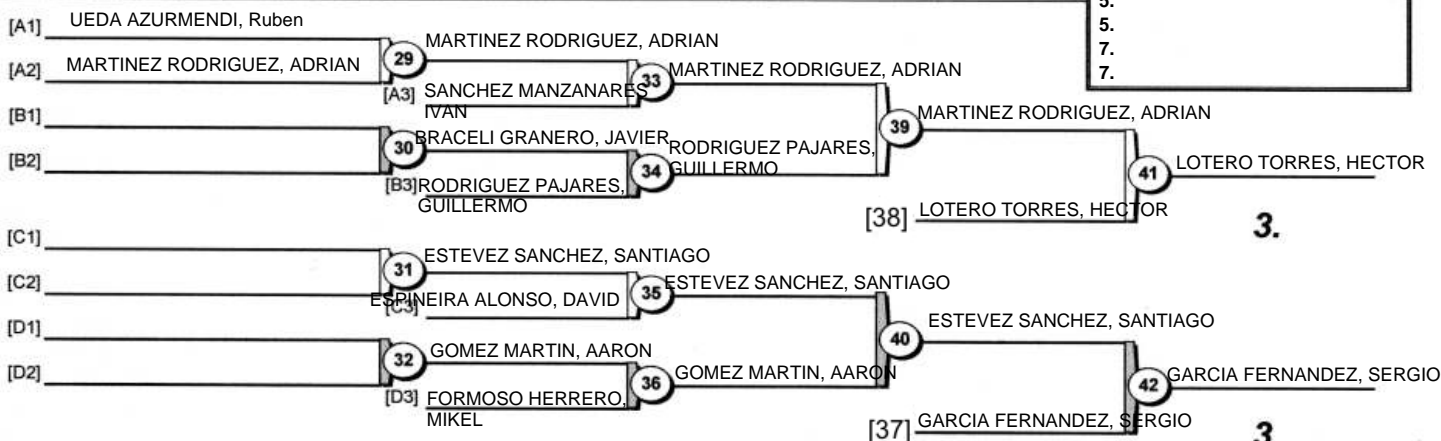 5.
5.
7.
7.
[A1] UEDA AZURMENDI, Ruben
[A2] MARTINEZ RODRIGUEZ, ADRIAN
29 MARTINEZ RODRIGUEZ, ADRIAN
[A3] SANCHEZ MANZANARES
IVAN
33 MARTINEZ RODRIGUEZ, ADRIAN
[B1]
[B2]
30 BRACELI GRANERO, JAVIER
[B3] RODRIGUEZ PAJARES,
GUILLERMO
34 RODRIGUEZ PAJARES,
GUILLERMO
39 MARTINEZ RODRIGUEZ, ADRIAN
[38] LOTERO TORRES, HECTOR
41 LOTERO TORRES, HECTOR
3.
[C1]
[C2]
31 ESTEVEZ SANCHEZ, SANTIAGO
[C3] ESPINEIRA ALONSO, DAVID
35 ESTEVEZ SANCHEZ, SANTIAGO
[D1]
[D2]
32 GOMEZ MARTIN, AARON
[D3] FORMOSO HERRERO,
MIKEL
36 GOMEZ MARTIN, AARON
40 ESTEVEZ SANCHEZ, SANTIAGO
[37] GARCIA FERNANDEZ, SERGIO
42 GARCIA FERNANDEZ, SERGIO
3